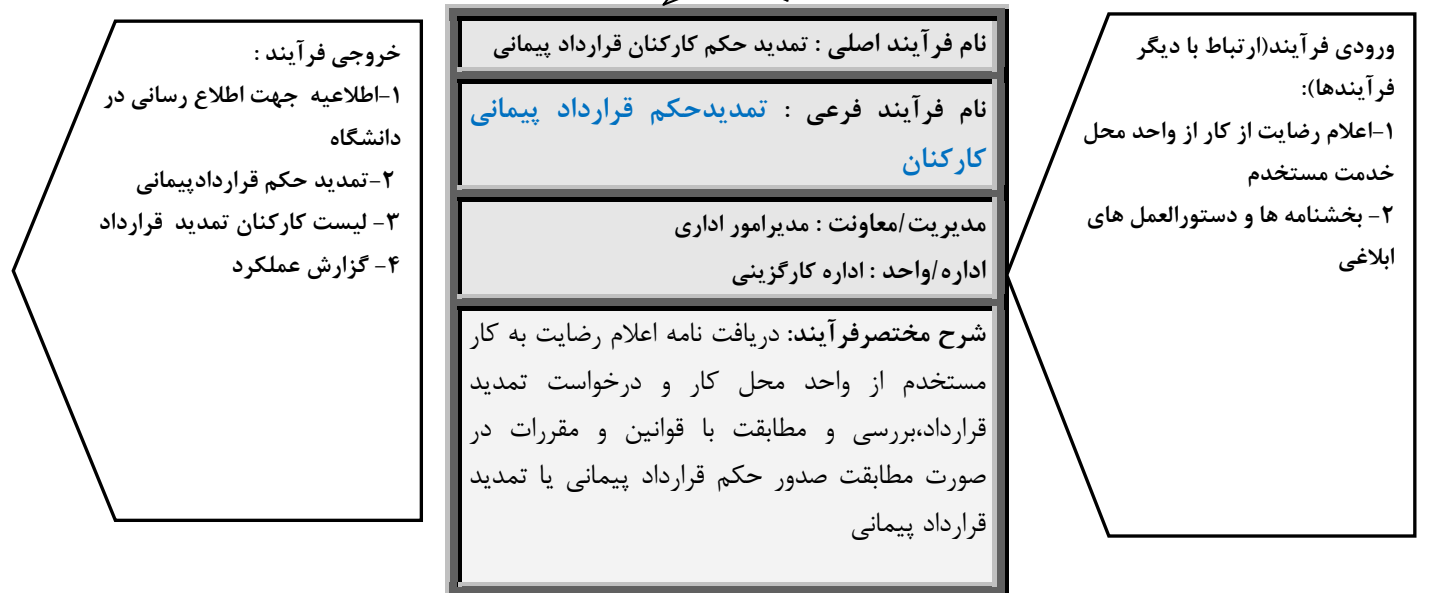 ورودی فرآیند(ارتباط با دیگر
فرآیندها):
۱-اعلام رضایت از کار از واحد محل
خدمت مستخدم
۲- بخشنامه ها و دستورالعمل های
ابلاغی
نام فرآیند اصلی : تمدید حکم کارکنان قرارداد پیمانی
نام فرآیند فرعی : تمدیدحکم قرارداد پیمانی
کارکنان
مدیریت/معاونت : مدیرامور اداری
اداره/واحد : اداره کارگزینی
شرح مختصرفرآیند: دریافت نامه اعلام رضایت به کار
مستخدم از واحد محل کار و درخواست تمدید
قرارداد،بررسی و مطابقت با قوانین و مقررات در
صورت مطابقت صدور حکم قرارداد پیمانی یا تمدید
قرارداد پیمانی
خروجی فرآیند :
۱-اطلاعیه جهت اطلاع رسانی در
دانشگاه
۲-تمدید حکم قراردادپیمانی
۳- لیست کارکنان تمدید قرارداد
۴- گزارش عملکرد